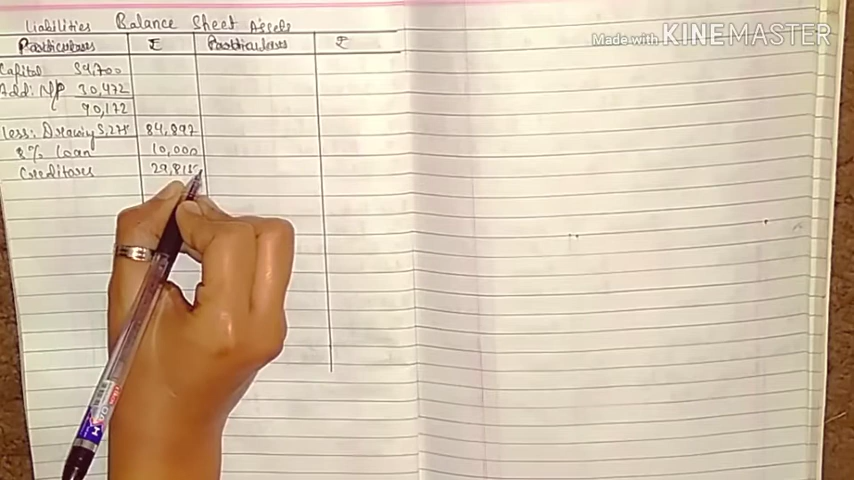 Liabilities Balance Sheet Assets
Particulars ₹ Particulars ₹
Capital 59,700
Add: NP 30,472
90,172
Less: Drawing 5,275 84,897
8% Loan 10,000
Creditors
Made with KINEMASTER